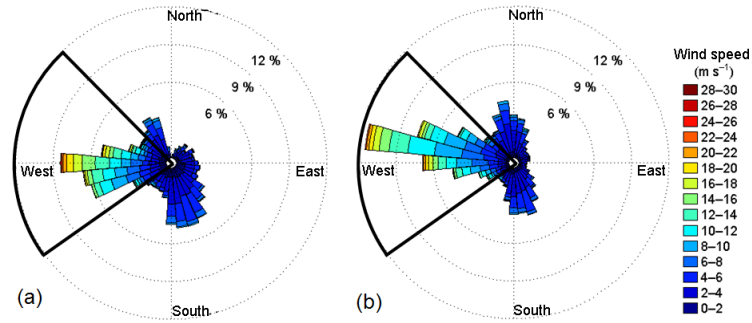 North
12 %
9 %
6 %
West
East
South
(a)
North
12 %
9 %
6 %
West
East
South
(b)
Wind speed
(m s⁻¹)
28–30
26–28
24–26
22–24
20–22
18–20
16–18
14–16
12–14
10–12
8–10
6–8
4–6
2–4
0–2